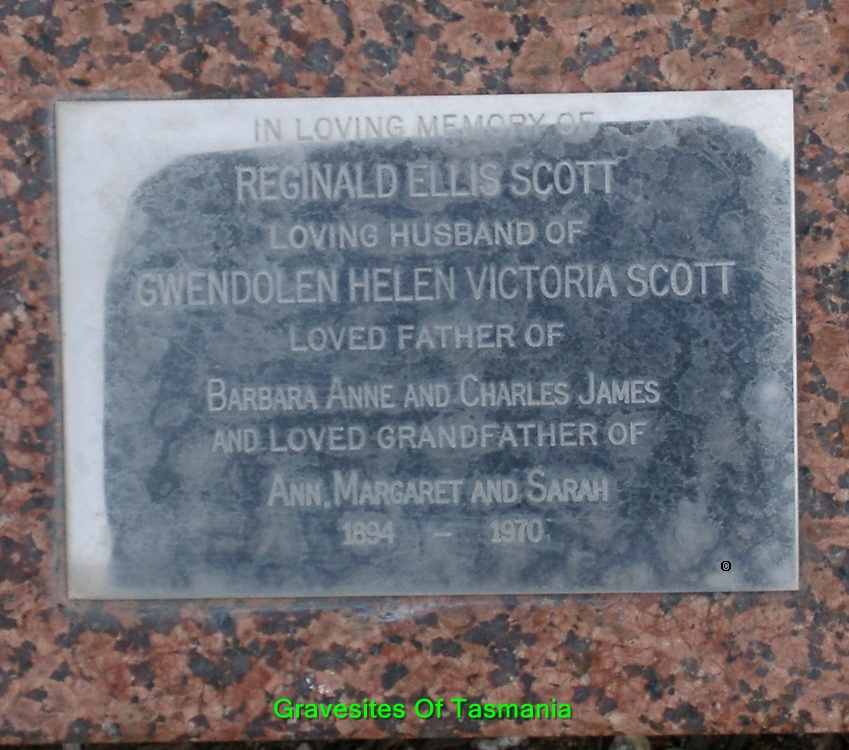 IN LOVING MEMORY OF
REGINALD ELLIS SCOTT
LOVING HUSBAND OF
GWENDOLEN HELEN VICTORIA SCOTT
LOVED FATHER OF
BARBARA ANNE AND CHARLES JAMES
AND LOVED GRANDFATHER OF
ANN, MARGARET AND SARAH
1894 – 1970
©
Gravesites Of Tasmania